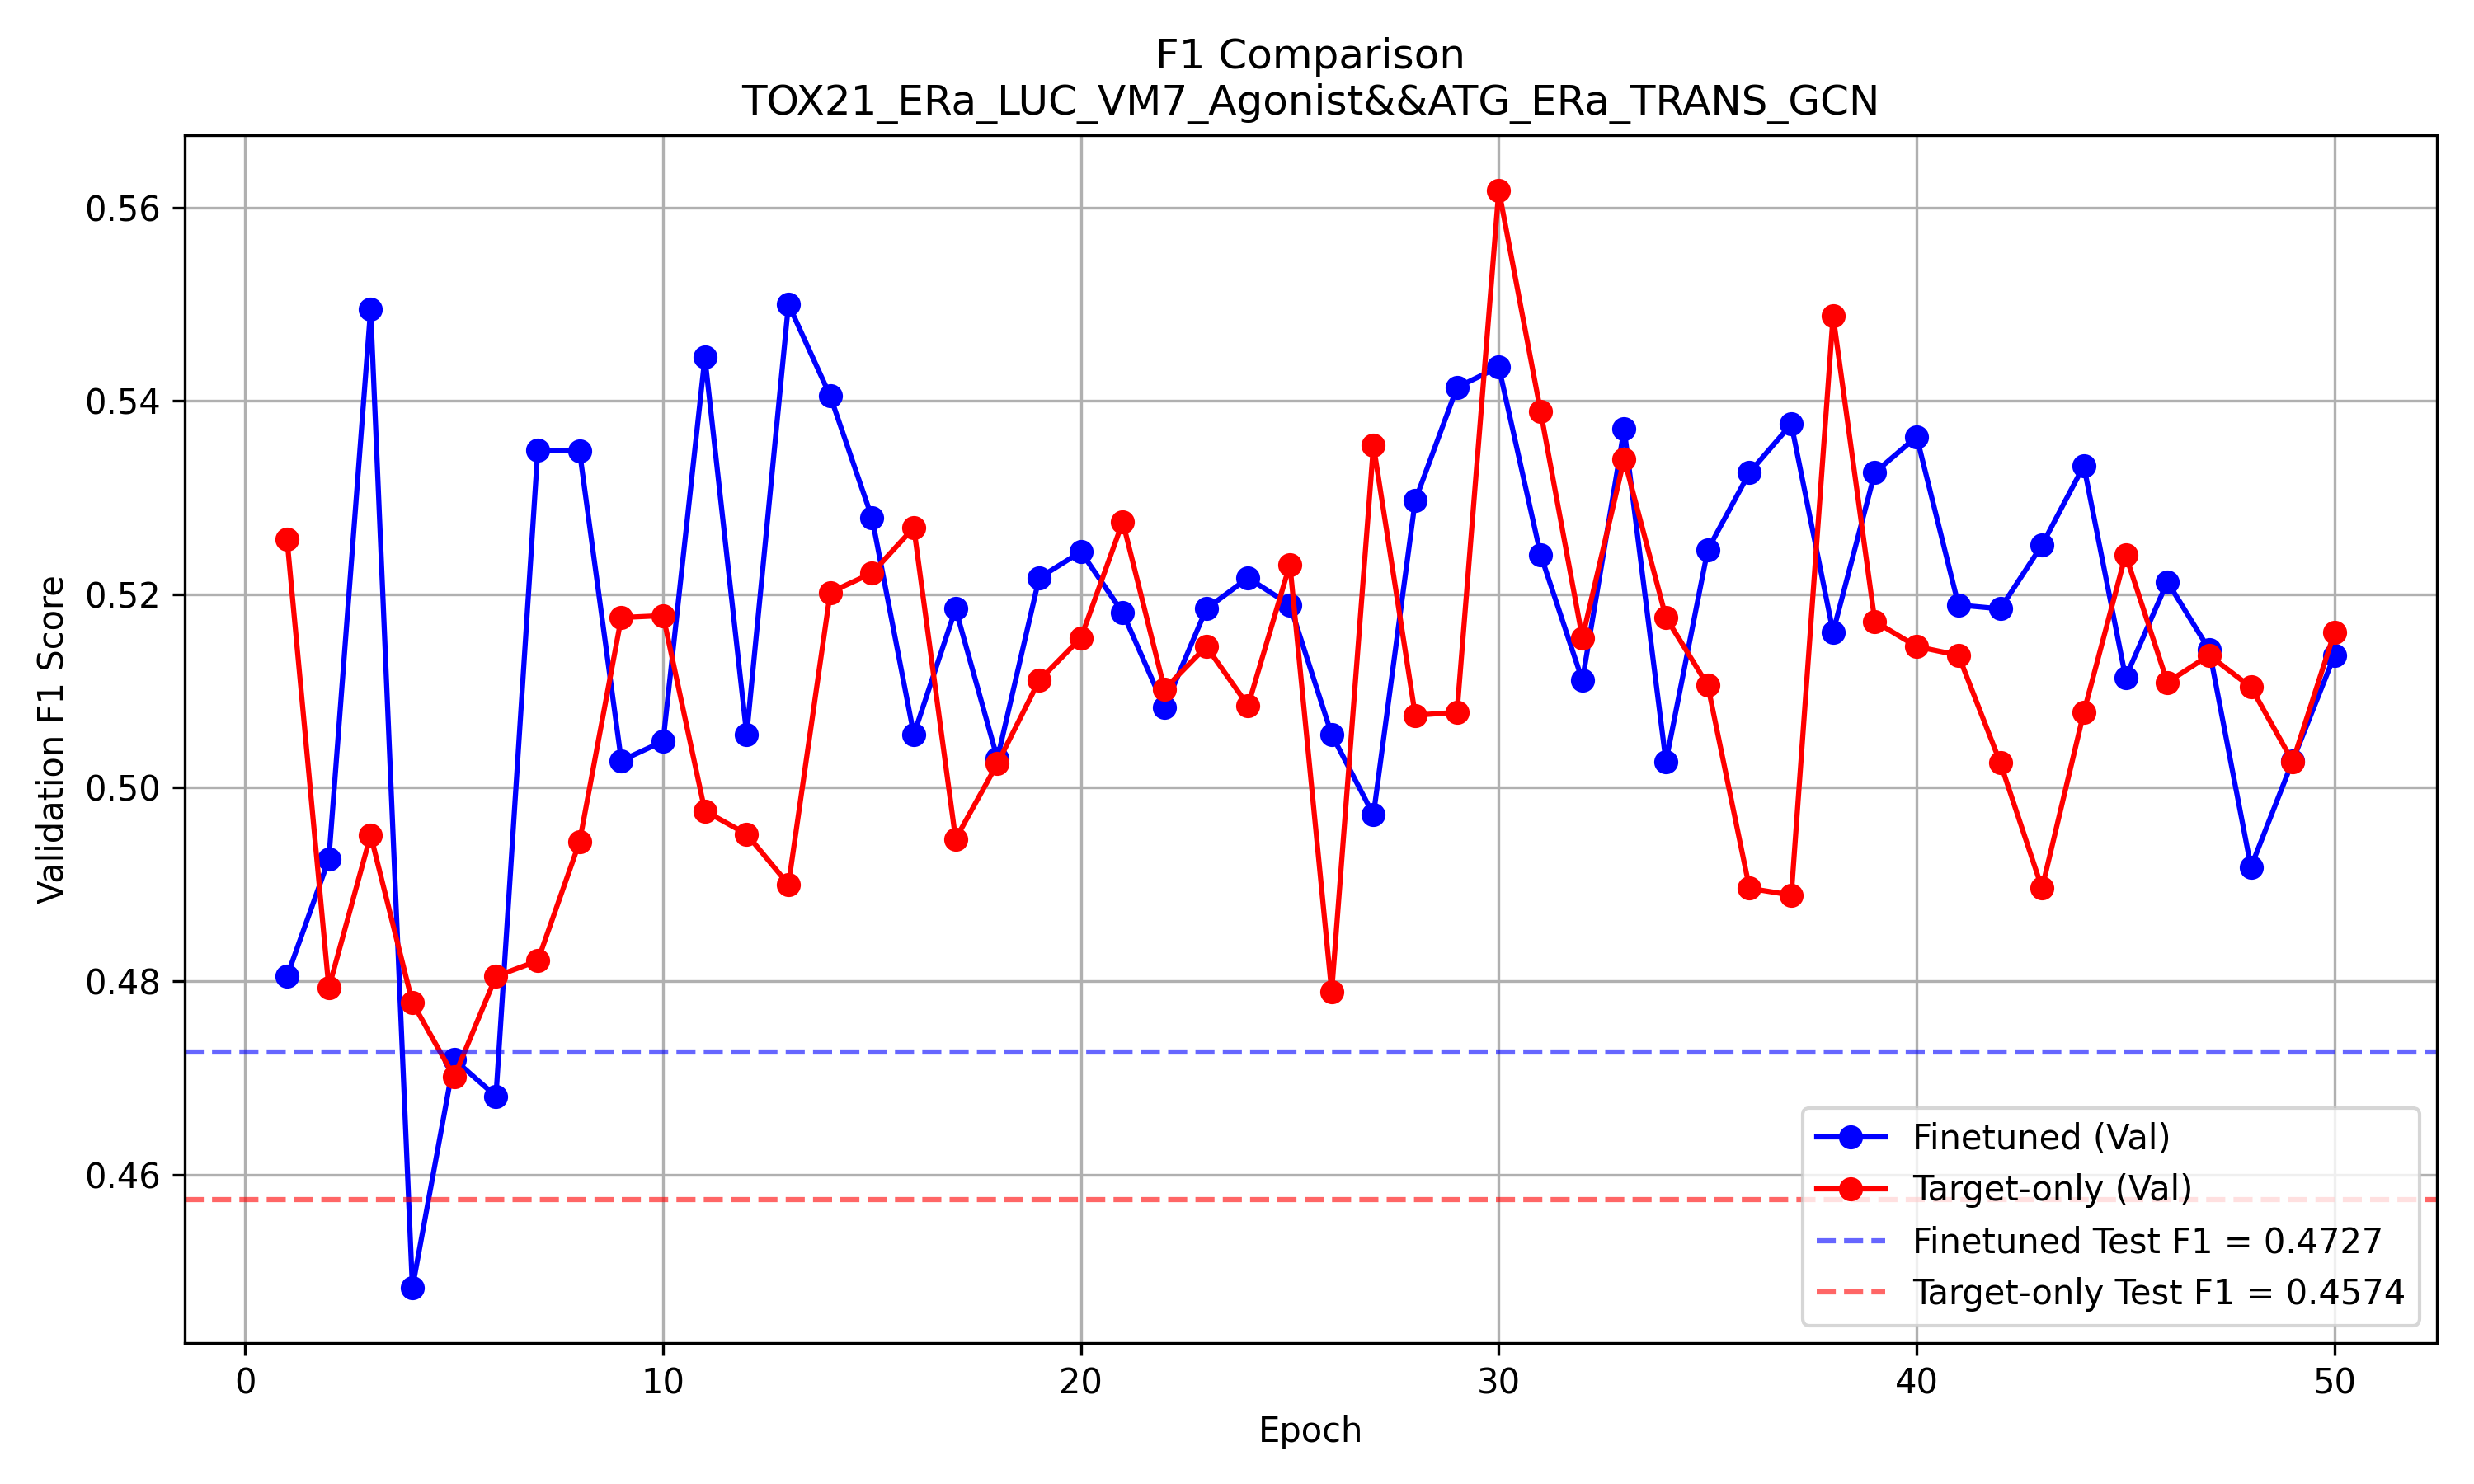 F1 Comparison
TOX21_ERa_LUC_VM7_Agonist&&ATG_ERa_TRANS_GCN
Validation F1 Score
0.56
0.54
0.52
0.50
0.48
0.46
0
10
20
30
40
50
Epoch
Finetuned (Val)
Target-only (Val)
Finetuned Test F1 = 0.4727
Target-only Test F1 = 0.4574